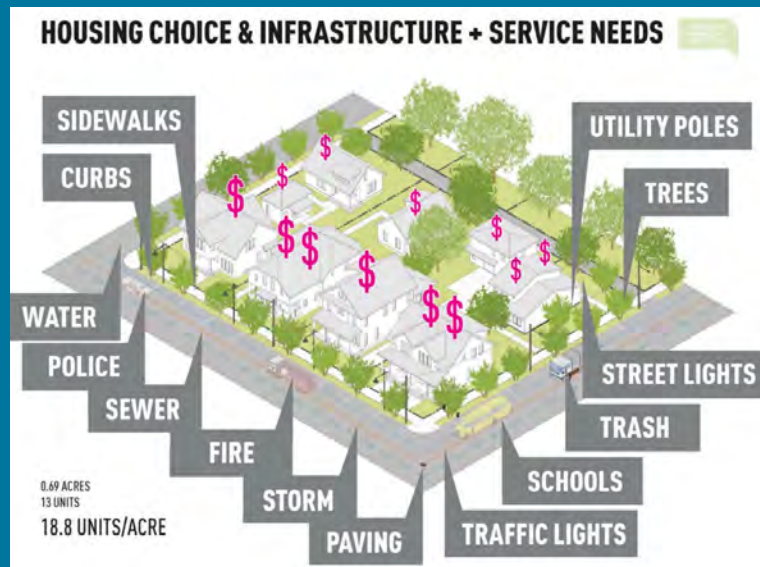 HOUSING CHOICE & INFRASTRUCTURE + SERVICE NEEDS
SIDEWALKS
CURBS
UTILITY POLES
TREES
$
$
$
$
$ $
$
$
$
$
$ $
WATER
POLICE
SEWER
FIRE
STORM
PAVING
STREET LIGHTS
TRASH
SCHOOLS
TRAFFIC LIGHTS
0.69 ACRES
13 UNITS
18.8 UNITS/ACRE